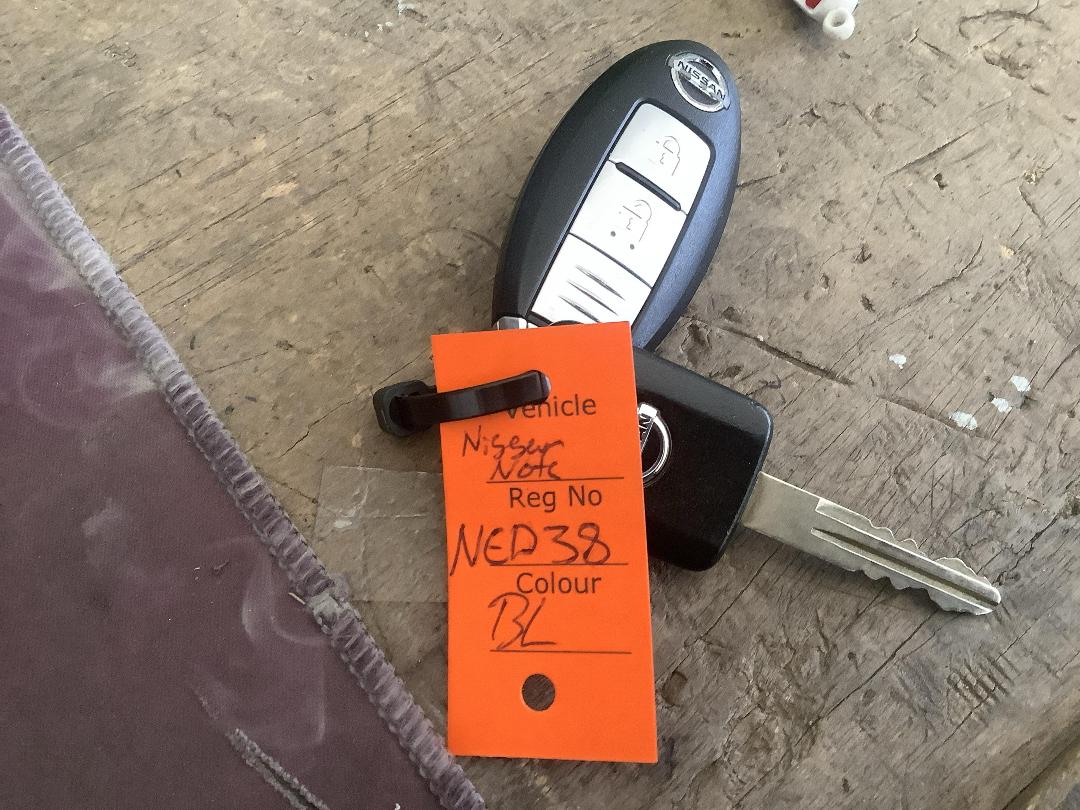 NISSAN
Vehicle
Nissan
Note
Reg No
NED38
Colour
BL